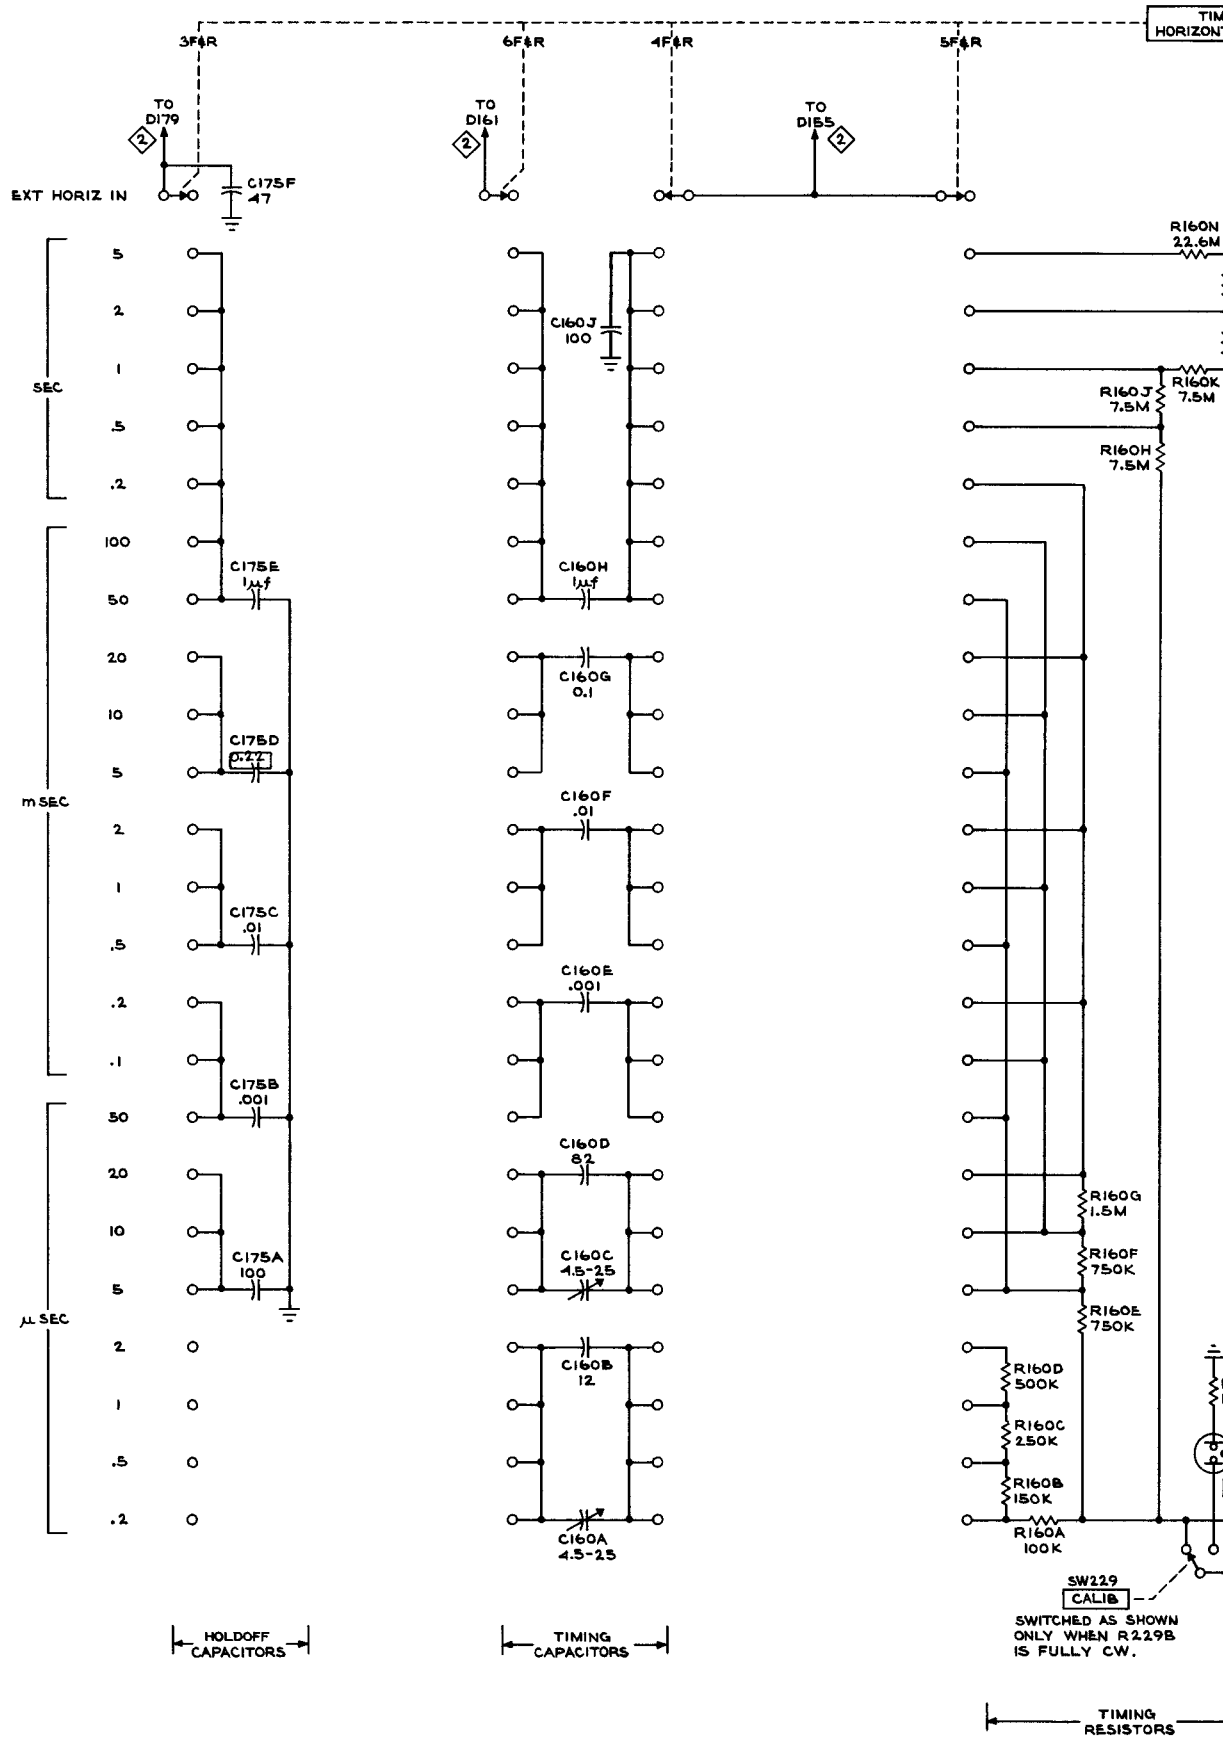 TIM
HORIZON
3F&R
6F&R
4F&R
5F&R
TO
D179
2
TO
D161
2
TO
D155
2
EXT HORIZ IN
C175F
47
R160N
22.6M
5
2
C160J
100
1
SEC
R160J
7.5M
R160K
7.5M
.5
R160H
7.5M
.2
100
C175E
1µf
C160H
1µf
50
20
C160G
0.1
10
C175D
0.22
5
m SEC
C160F
.01
2
1
C175C
.01
.5
C160E
.001
.2
.1
C175B
.001
50
C160D
82
20
R160G
1.5M
10
C175A
100
C160C
4.5-25
R160F
750K
5
µ SEC
R160E
750K
2
C160B
12
R160D
500K
1
R160C
250K
.5
R160B
150K
.2
C160A
4.5-25
R160A
100K
SW229
CALIB
SWITCHED AS SHOWN
ONLY WHEN R229B
IS FULLY CW.
HOLDOFF
CAPACITORS
TIMING
CAPACITORS
TIMING
RESISTORS